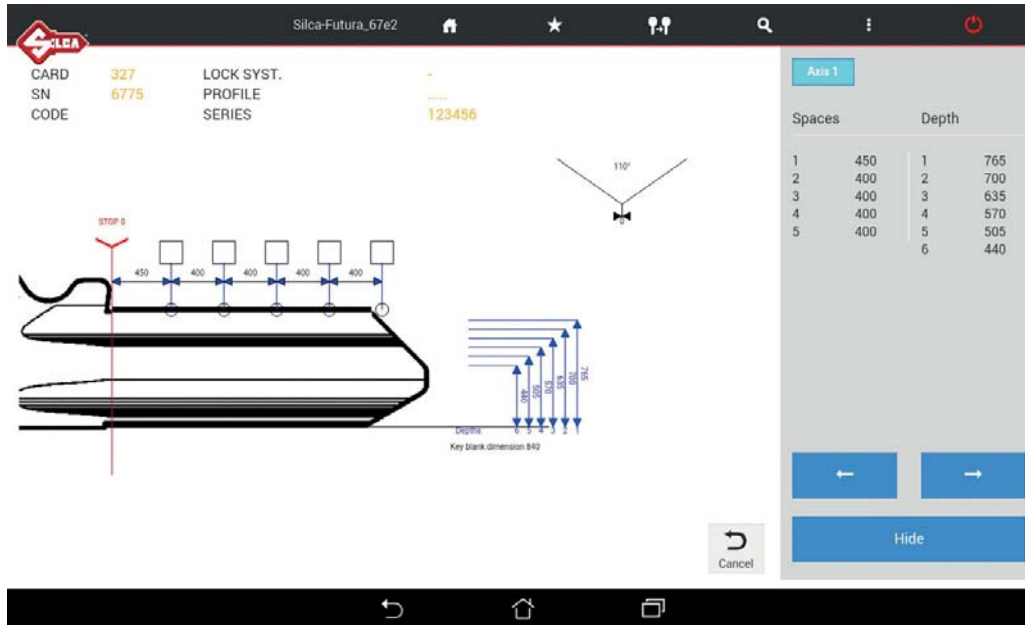 Silca-Futura_67e2
SILCA
CARD 327 LOCK SYST. -
SN 6775 PROFILE .....
CODE SERIES 123456
Axis 1
Spaces Depth
1 450 1 765
2 400 2 700
3 400 3 635
4 400 4 570
5 400 5 505
6 440
110°
0
STOP 0
450 400 400 400 400
440 505 570 635 700 765
Depths 6 5 4 3 2 1
Key blank dimension 840
Hide
Cancel